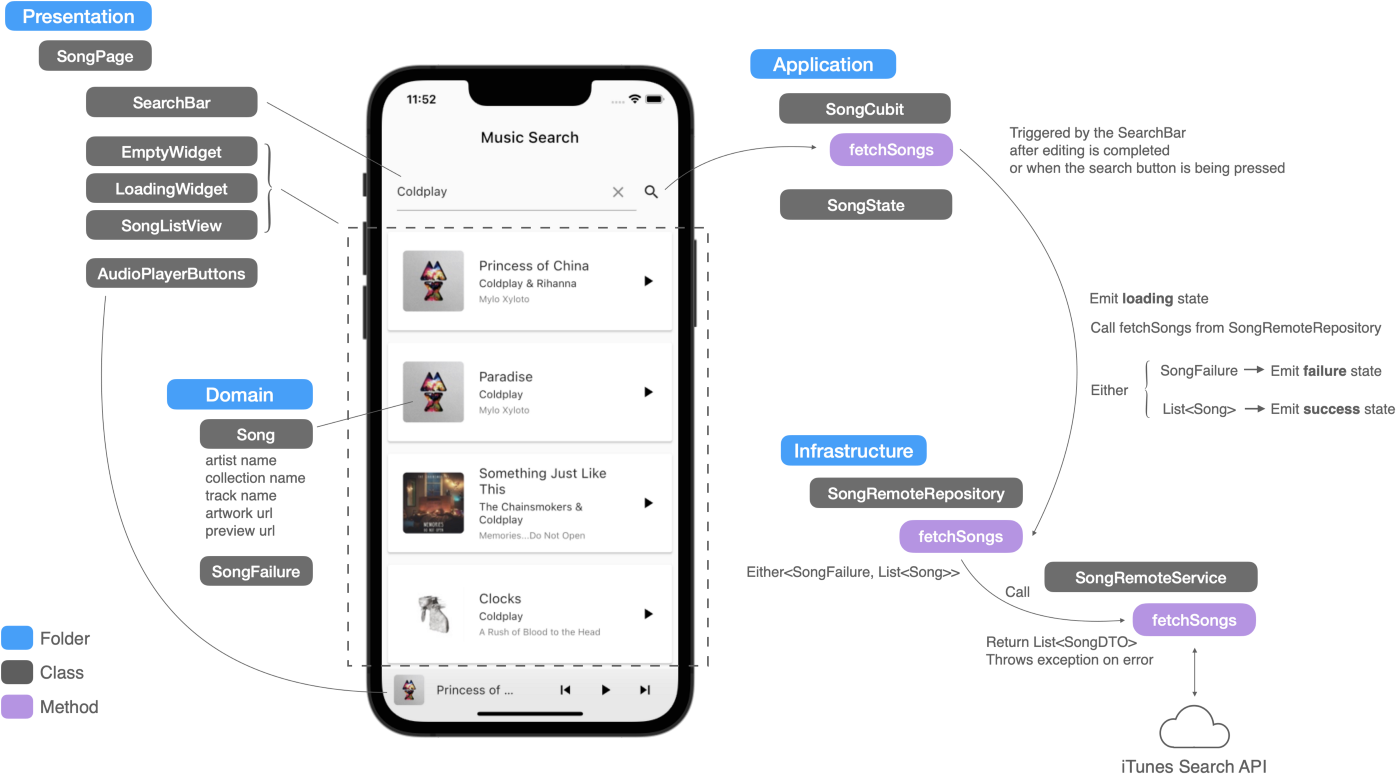 Presentation
SongPage
SearchBar
EmptyWidget
LoadingWidget
SongListView
AudioPlayerButtons
Domain
Song
artist name
collection name
track name
artwork url
preview url
SongFailure
Folder
Class
Method
11:52
Music Search
Coldplay
Princess of China
Coldplay & Rihanna
Mylo Xyloto
Paradise
Coldplay
Mylo Xyloto
Something Just Like
This
The Chainsmokers &
Coldplay
Memories...Do Not Open
MEMORIES
DO NOT OPEN
Clocks
Coldplay
A Rush of Blood to the Head
Princess of ...
Application
SongCubit
fetchSongs
SongState
Triggered by the SearchBar
after editing is completed
or when the search button is being pressed
Emit loading state
Call fetchSongs from SongRemoteRepository
Either
SongFailure
Emit failure state
List<Song>
Emit success state
Infrastructure
SongRemoteRepository
fetchSongs
Either<SongFailure, List<Song>>
Call
SongRemoteService
fetchSongs
Return List<SongDTO>
Throws exception on error
iTunes Search API